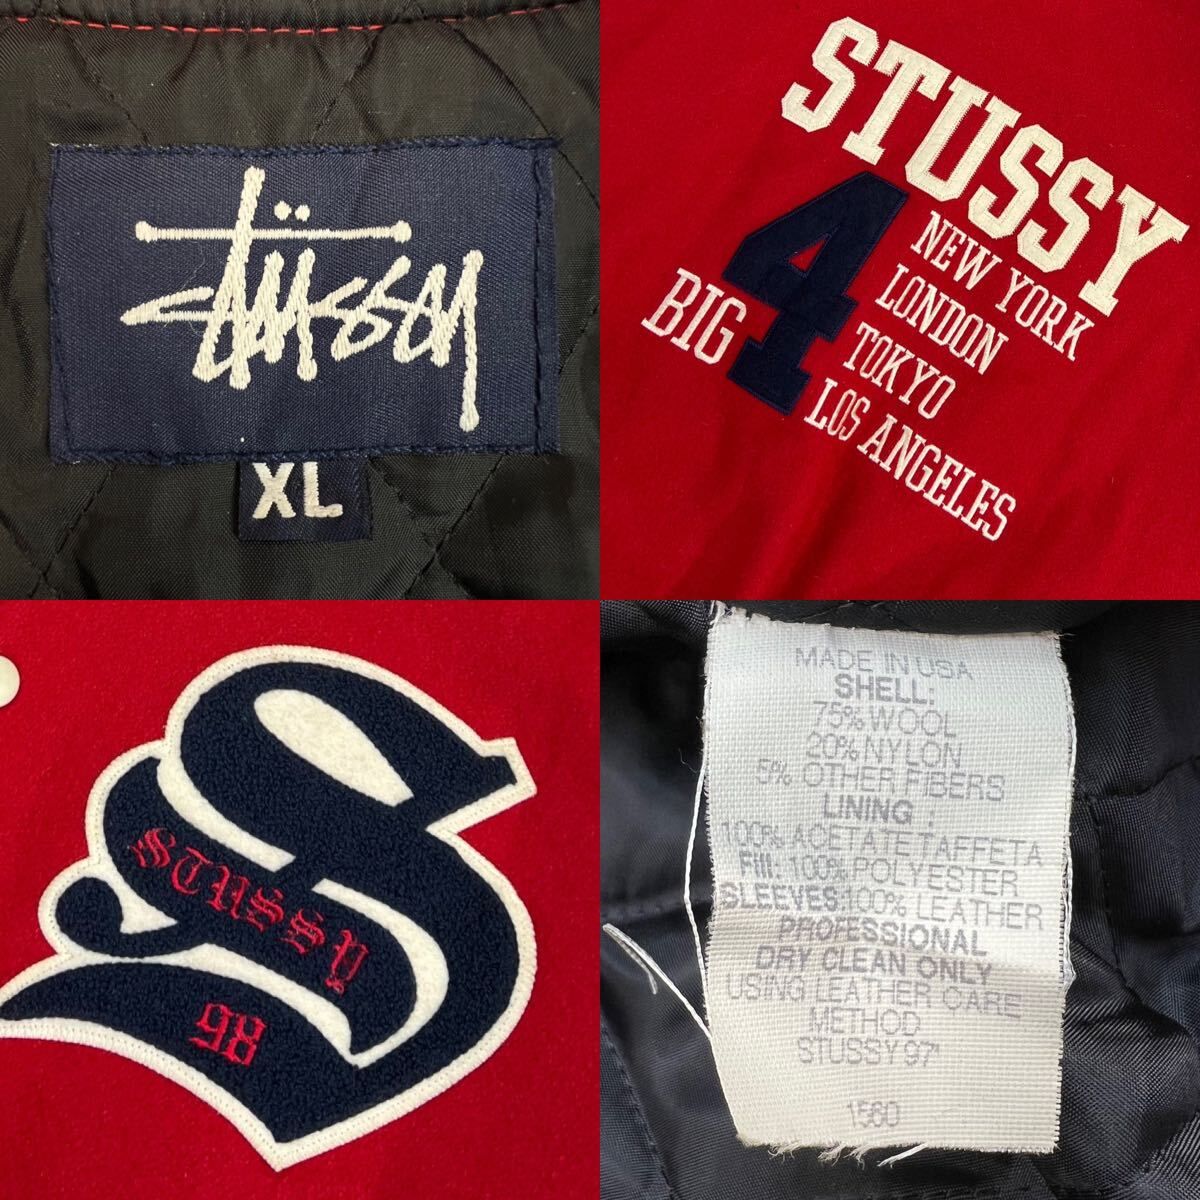 stüssy
XL
STUSSY
BIG 4
NEW YORK
LONDON
TOKYO
LOS ANGELES
STUSSY
98
MADE IN USA
SHELL:
75% WOOL
20% NYLON
5% OTHER FIBERS
LINING :
100% ACETATE TAFFETA
Fill: 100% POLYESTER
SLEEVES:100% LEATHER
PROFESSIONAL
DRY CLEAN ONLY
USING LEATHER CARE
METHOD
STUSSY 97'
1560